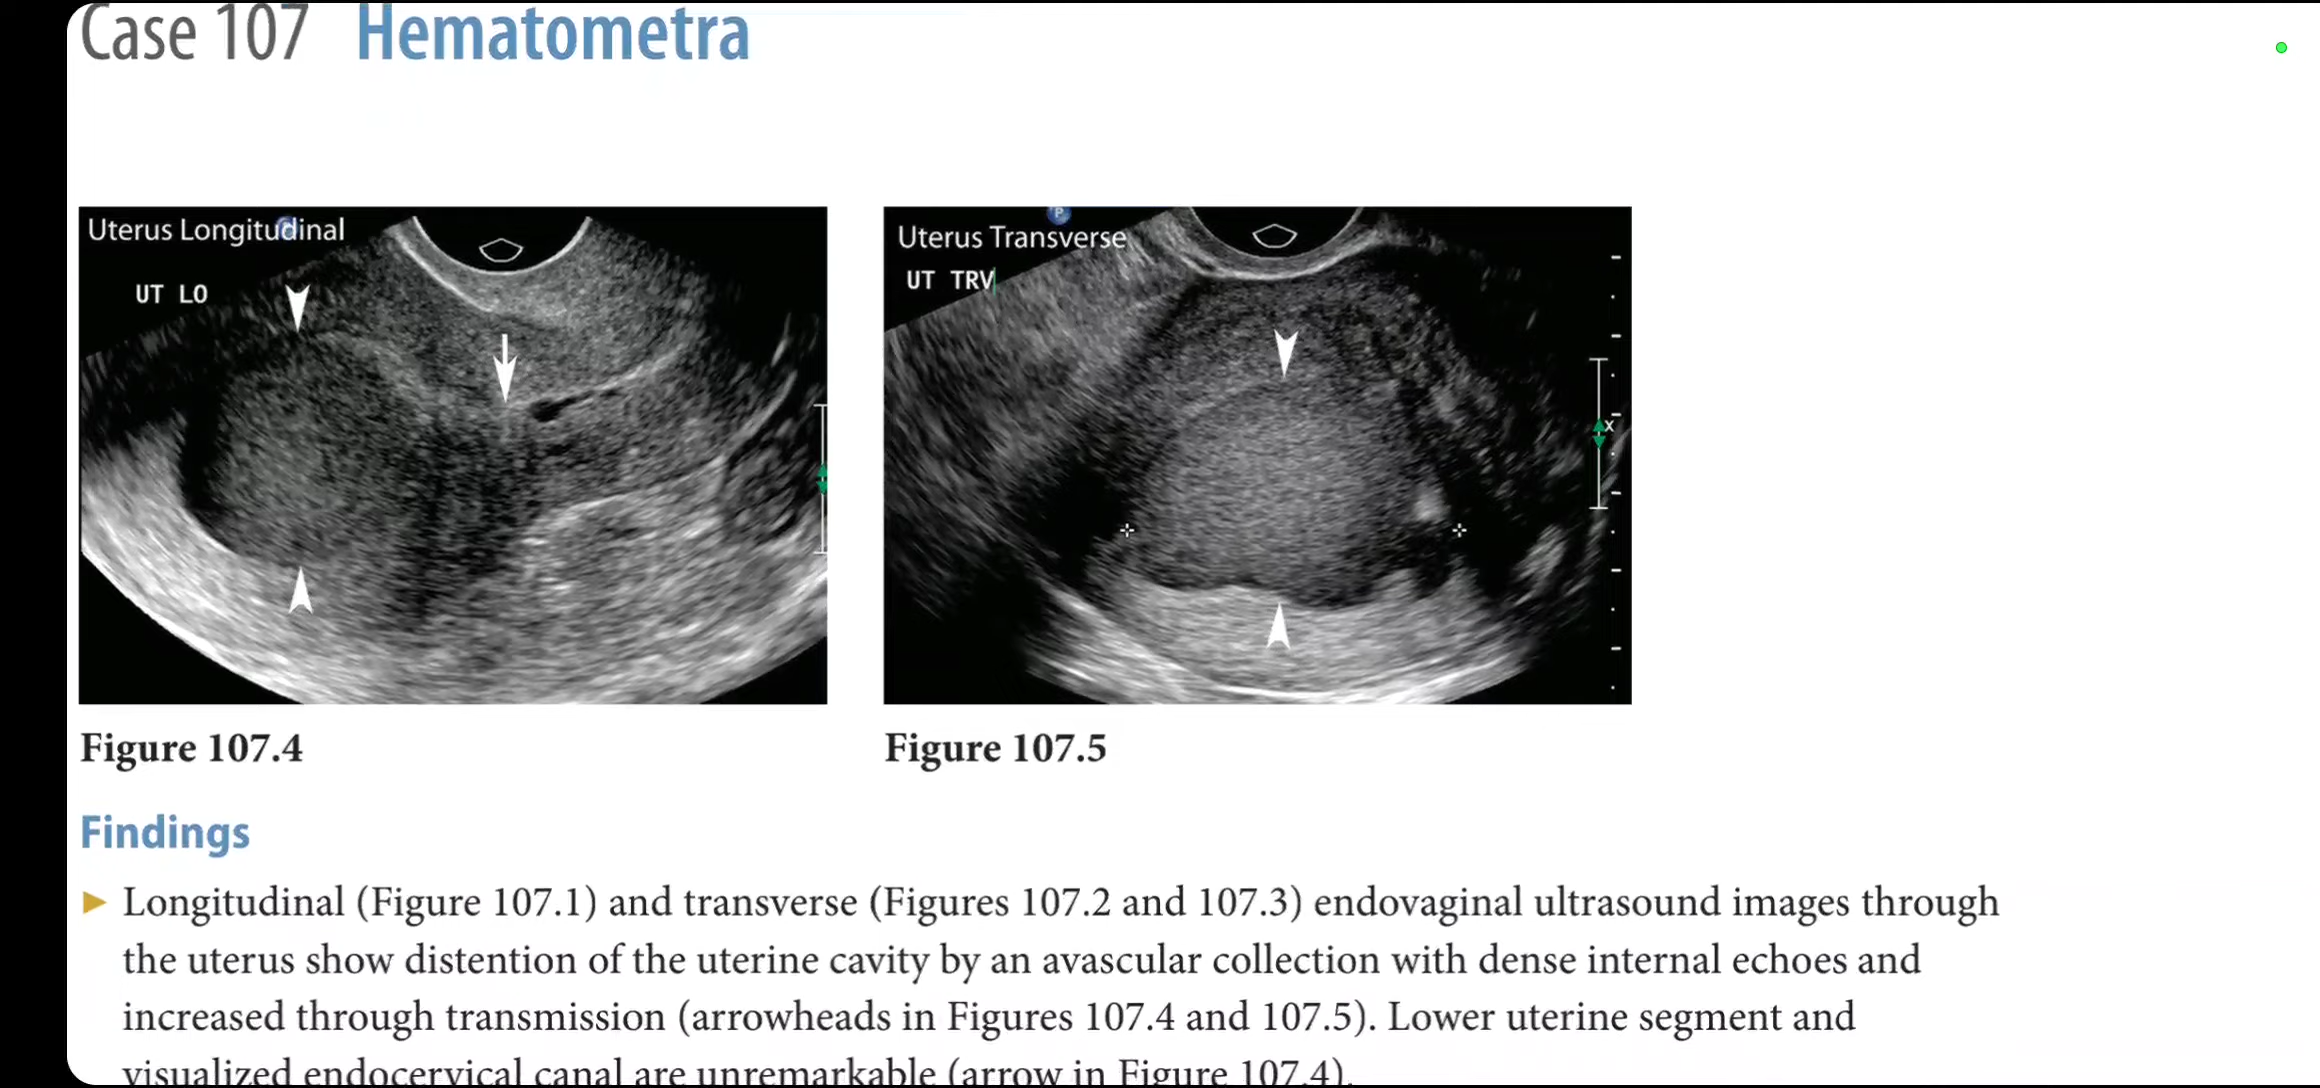 Case 107 Hematometra
Uterus Longitudinal
UT LO
P
Uterus Transverse
UT TRV
x
Figure 107.4
Figure 107.5
Findings
► Longitudinal (Figure 107.1) and transverse (Figures 107.2 and 107.3) endovaginal ultrasound images through
the uterus show distention of the uterine cavity by an avascular collection with dense internal echoes and
increased through transmission (arrowheads in Figures 107.4 and 107.5). Lower uterine segment and
visualized endocervical canal are unremarkable (arrow in Figure 107.4).